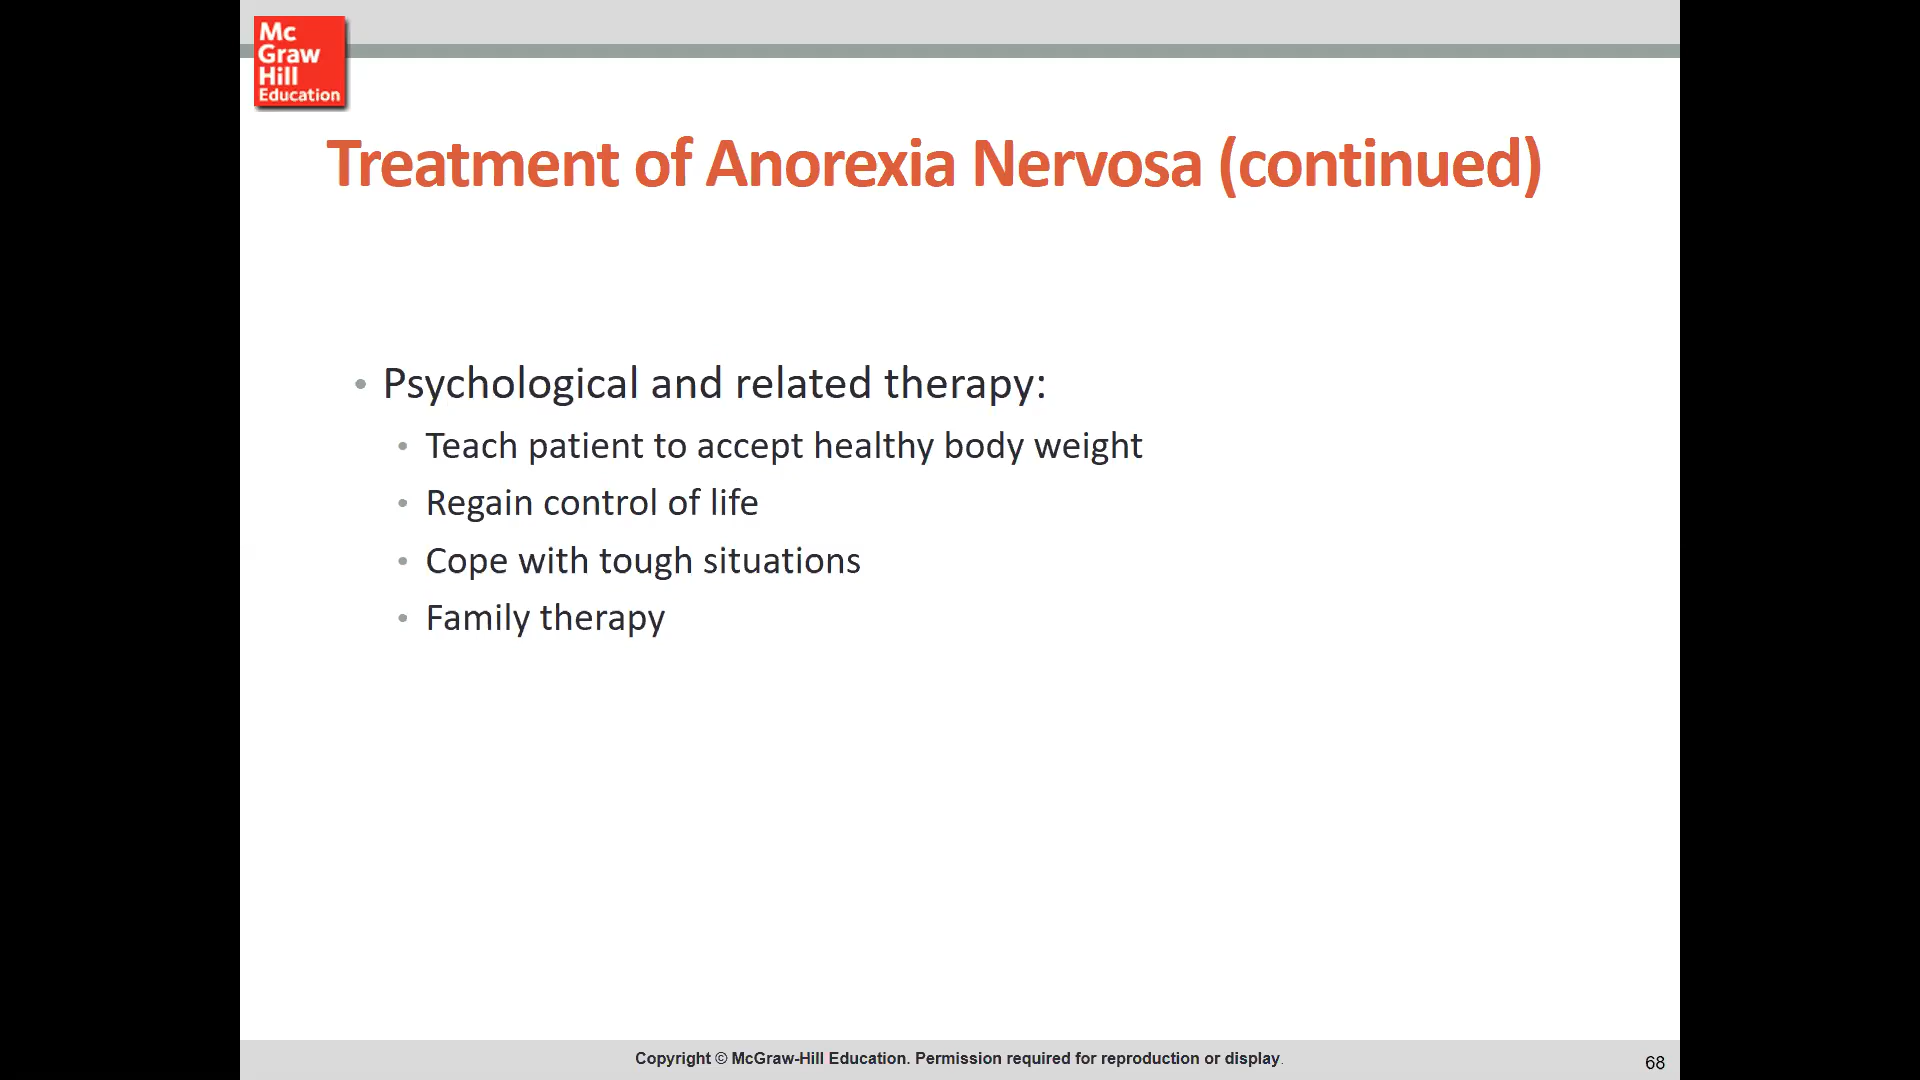 Mc
Graw
Hill
Education
Treatment of Anorexia Nervosa (continued)
• Psychological and related therapy:
• Teach patient to accept healthy body weight
• Regain control of life
• Cope with tough situations
• Family therapy
Copyright © McGraw-Hill Education. Permission required for reproduction or display.
68